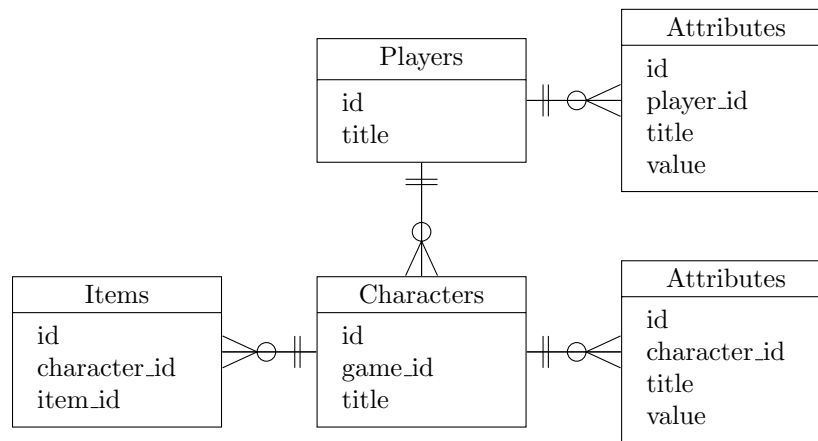 Players
id
title
Attributes
id
player_id
title
value
Items
id
character_id
item_id
Characters
id
game_id
title
Attributes
id
character_id
title
value